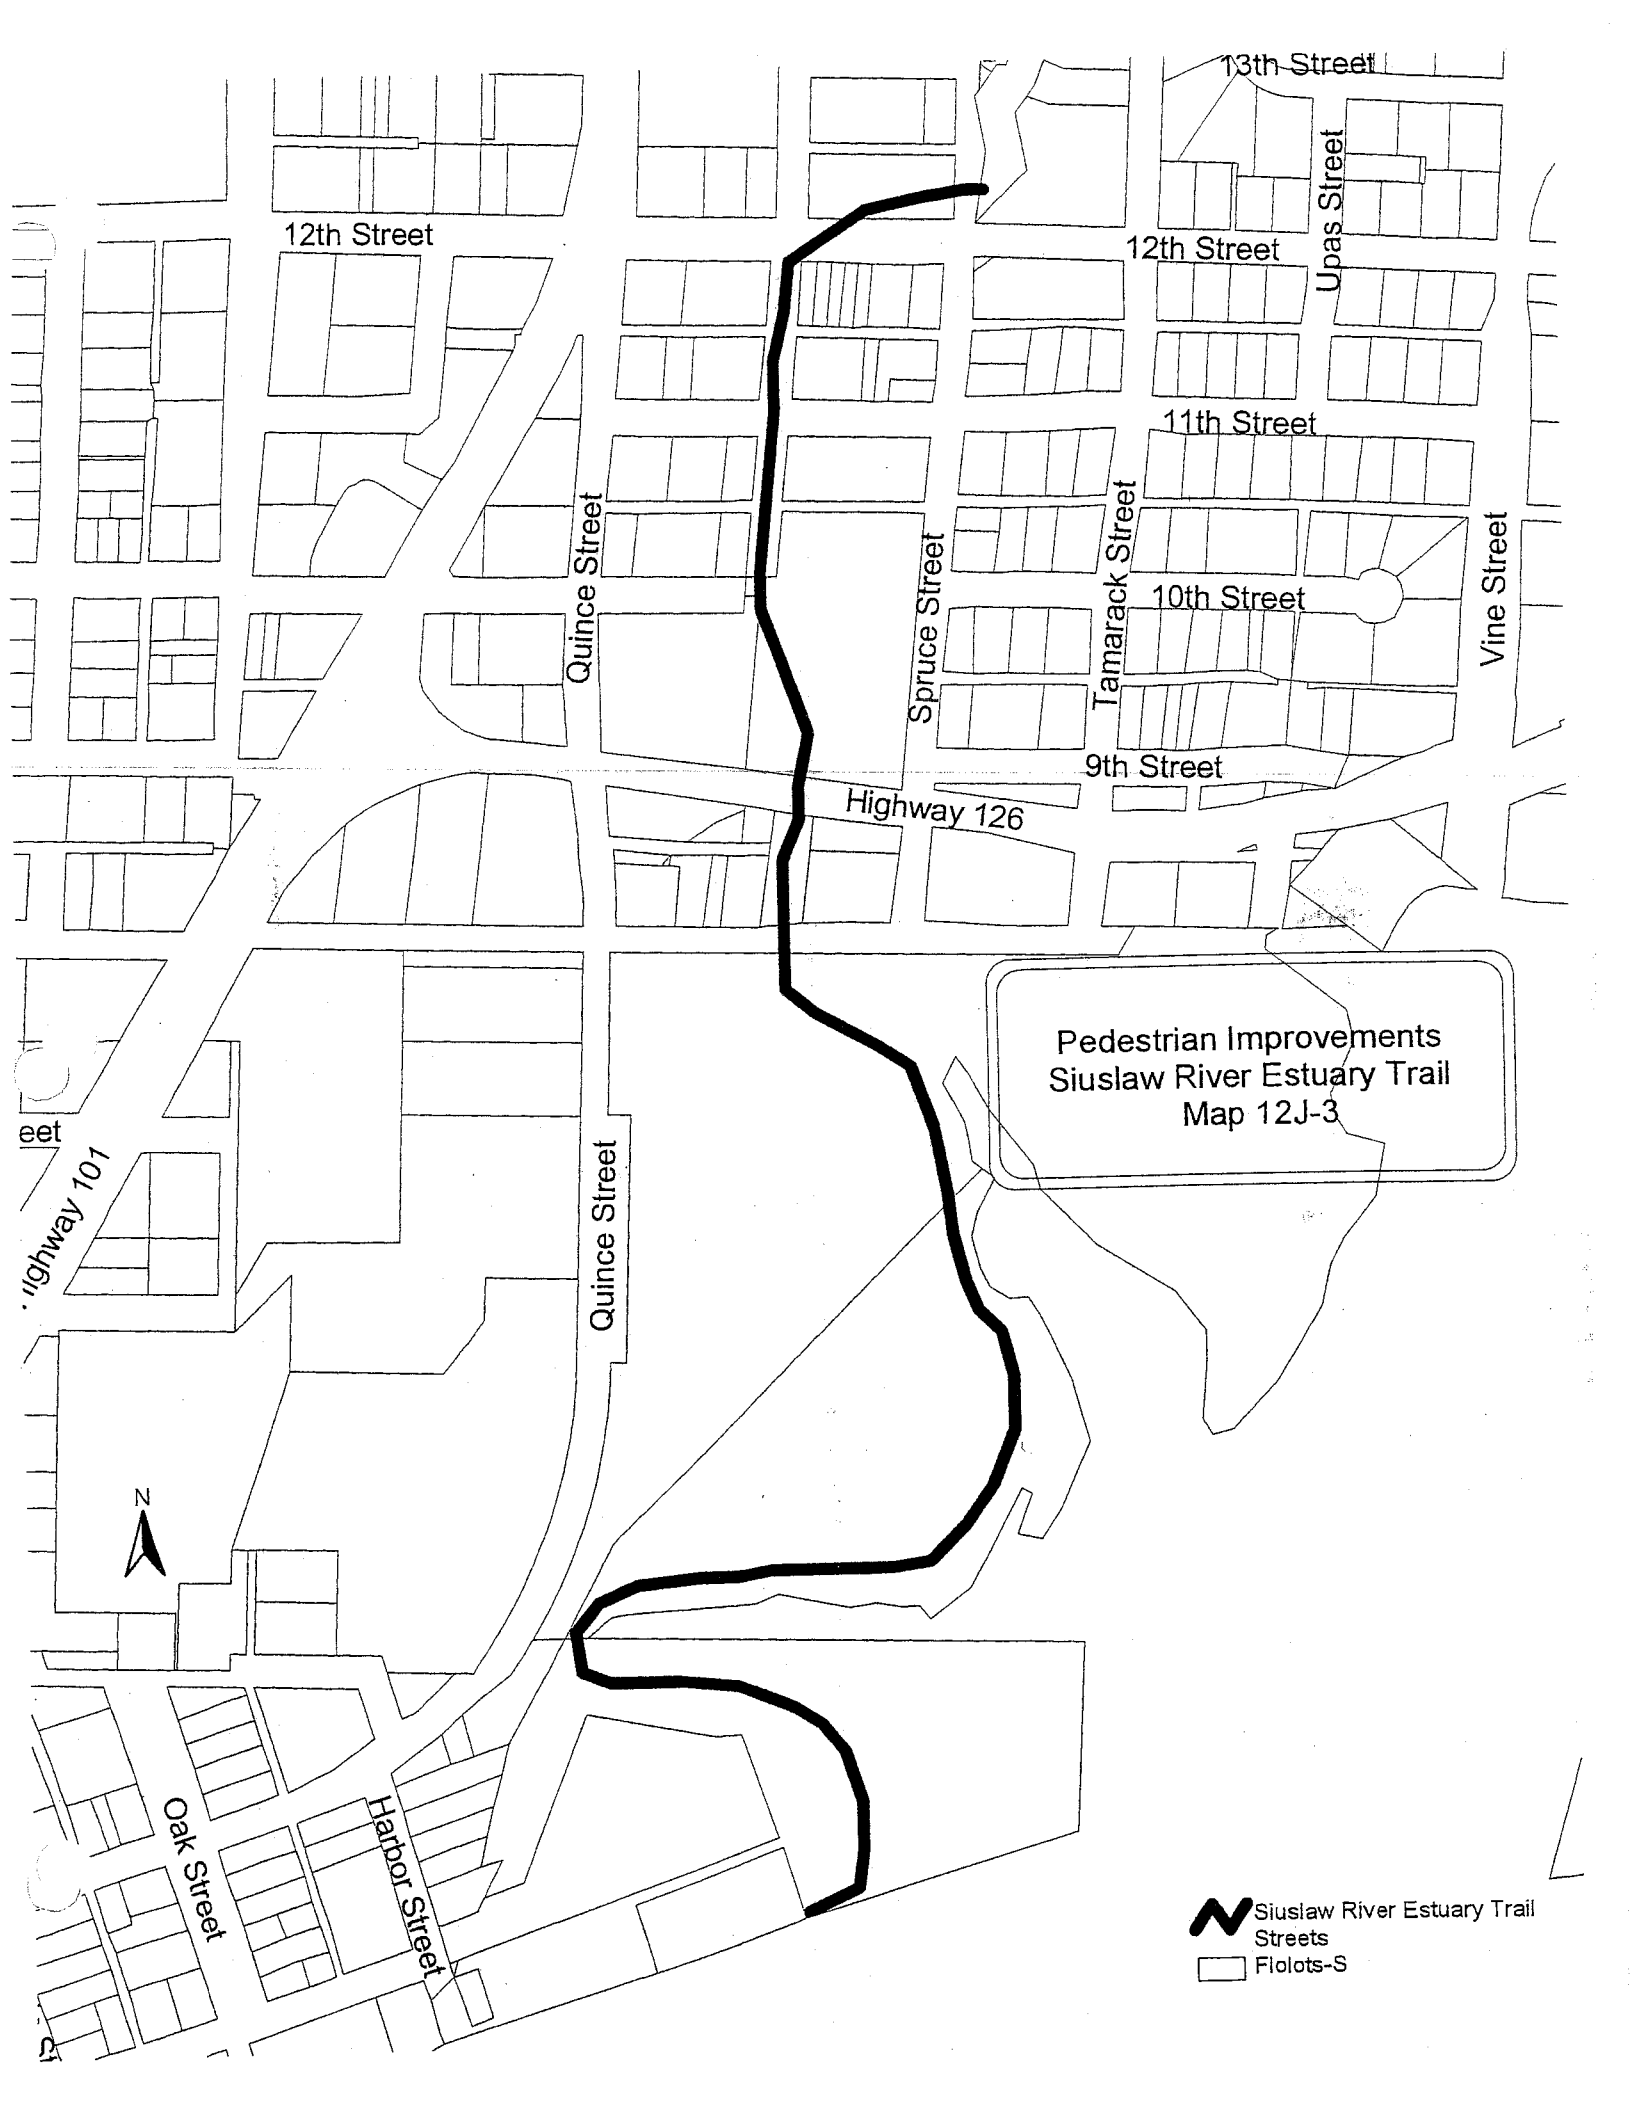 13th Street
Upas Street
12th Street
12th Street
11th Street
Quince Street
Spruce Street
Tamarack Street
Vine Street
10th Street
9th Street
Highway 126
Pedestrian Improvements
Siuslaw River Estuary Trail
Map 12J-3
eet
ighway 101
Quince Street
N
Oak Street
Harbor Street
Siuslaw River Estuary Trail
Streets
Flolots-S